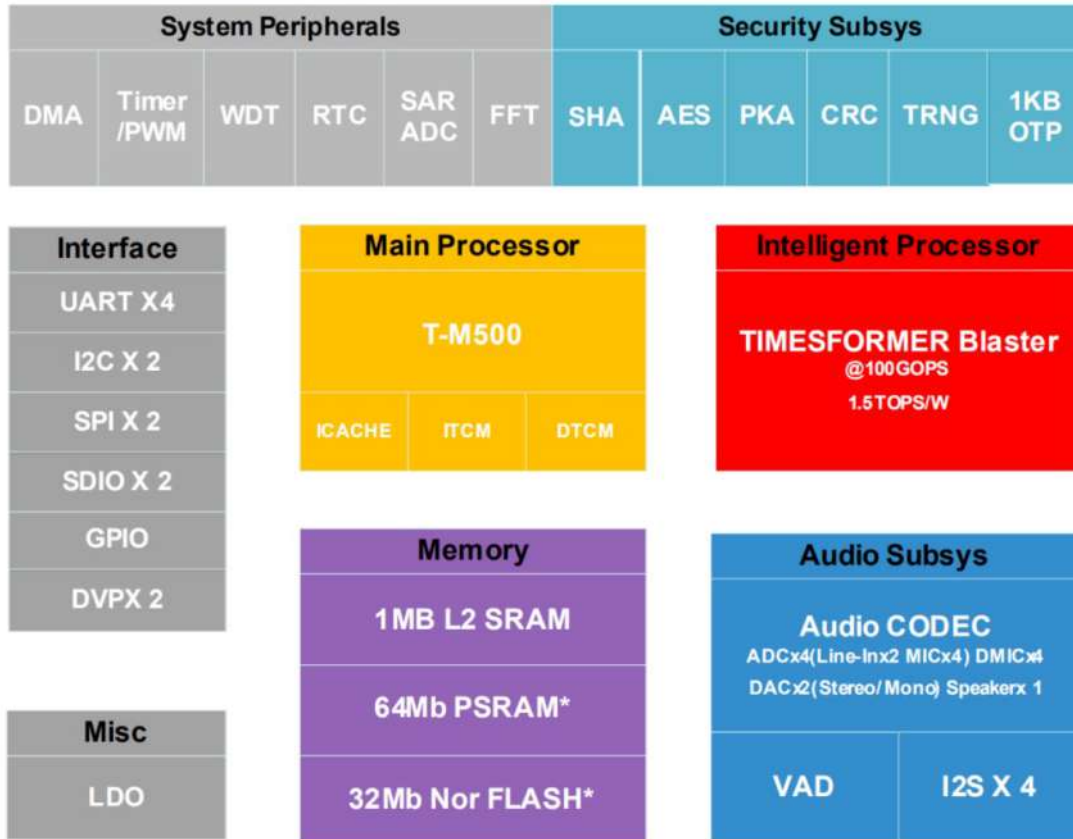 System Peripherals
Security Subsys
DMA
Timer
/PWM
WDT
RTC
SAR
ADC
FFT
SHA
AES
PKA
CRC
TRNG
1KB
OTP
Interface
UART X4
I2C X 2
SPI X 2
SDIO X 2
GPIO
DVPX 2
Misc
LDO
Main Processor
T-M500
ICACHE
ITCM
DTCM
Memory
1MB L2 SRAM
64Mb PSRAM*
32Mb Nor FLASH*
Intelligent Processor
TIMESFORMER Blaster
@100GOPS
1.5TOPS/W
Audio Subsys
Audio CODEC
ADCx4(Line-Inx2 MICx4) DMICx4
DACx2(Stereo/Mono) Speakerx 1
VAD
I2S X 4